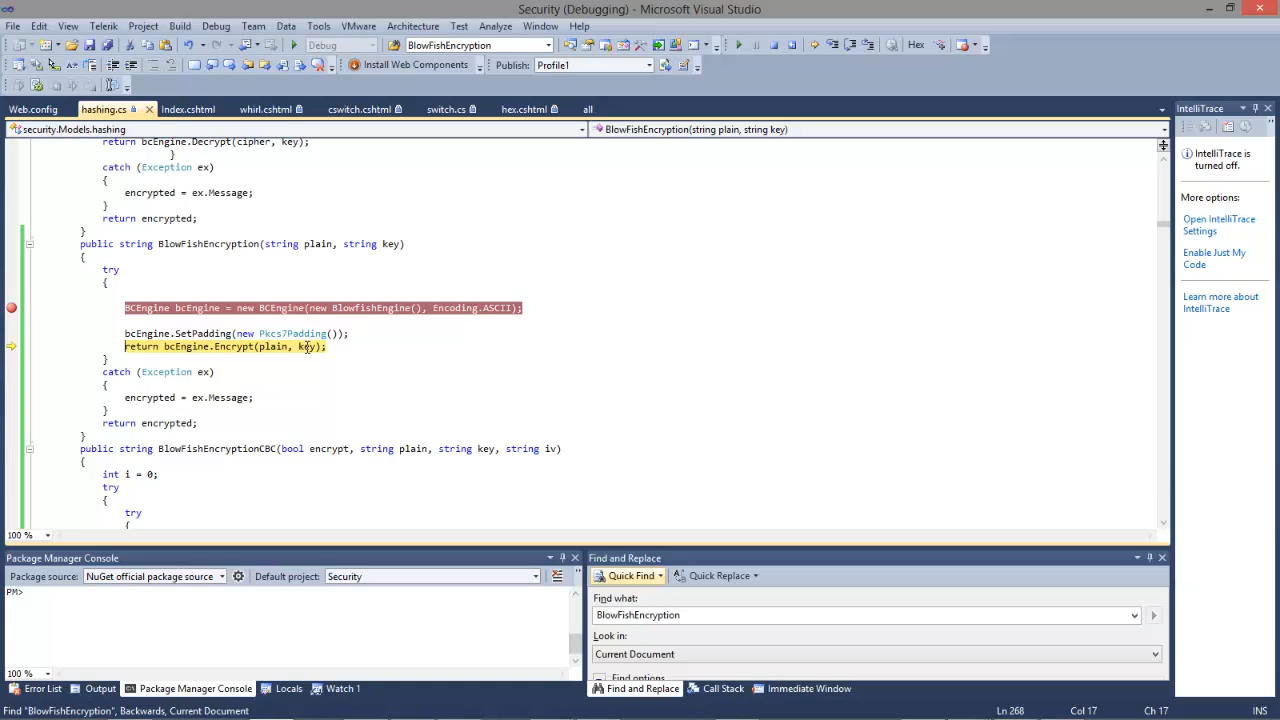 Security (Debugging) - Microsoft Visual Studio
File Edit View Telerik Project Build Debug Team Data Tools VMware Architecture Test Analyze Window Help
Debug BlowFishEncryption Hex
Install Web Components Publish: Profile1
Web.config hashing.cs Index.cshtml whirl.cshtml cswitch.cshtml switch.cs hex.cshtml all
security.Models.hashing BlowFishEncryption(string plain, string key)
return bcEngine.Decrypt(cipher, key);
}
catch (Exception ex)
{
encrypted = ex.Message;
}
return encrypted;
}
public string BlowFishEncryption(string plain, string key)
{
try
{
BCEngine bcEngine = new BCEngine(new BlowfishEngine(), Encoding.ASCII);
bcEngine.SetPadding(new Pkcs7Padding());
return bcEngine.Encrypt(plain, key);
}
catch (Exception ex)
{
encrypted = ex.Message;
}
return encrypted;
}
public string BlowFishEncryptionCBC(bool encrypt, string plain, string key, string iv)
{
int i = 0;
try
{
try
{
100 %
IntelliTrace
IntelliTrace is
turned off.
More options:
Open IntelliTrace
Settings
Enable Just My
Code
Learn more about
IntelliTrace
Package Manager Console
Package source: NuGet official package source Default project: Security
PM>
100 %
Find and Replace
Quick Find Quick Replace
Find what:
BlowFishEncryption
Look in:
Current Document
Find options
Error List Output Package Manager Console Locals Watch 1
Find and Replace Call Stack Immediate Window
Find "BlowFishEncryption", Backwards, Current Document Ln 268 Col 17 Ch 17 INS